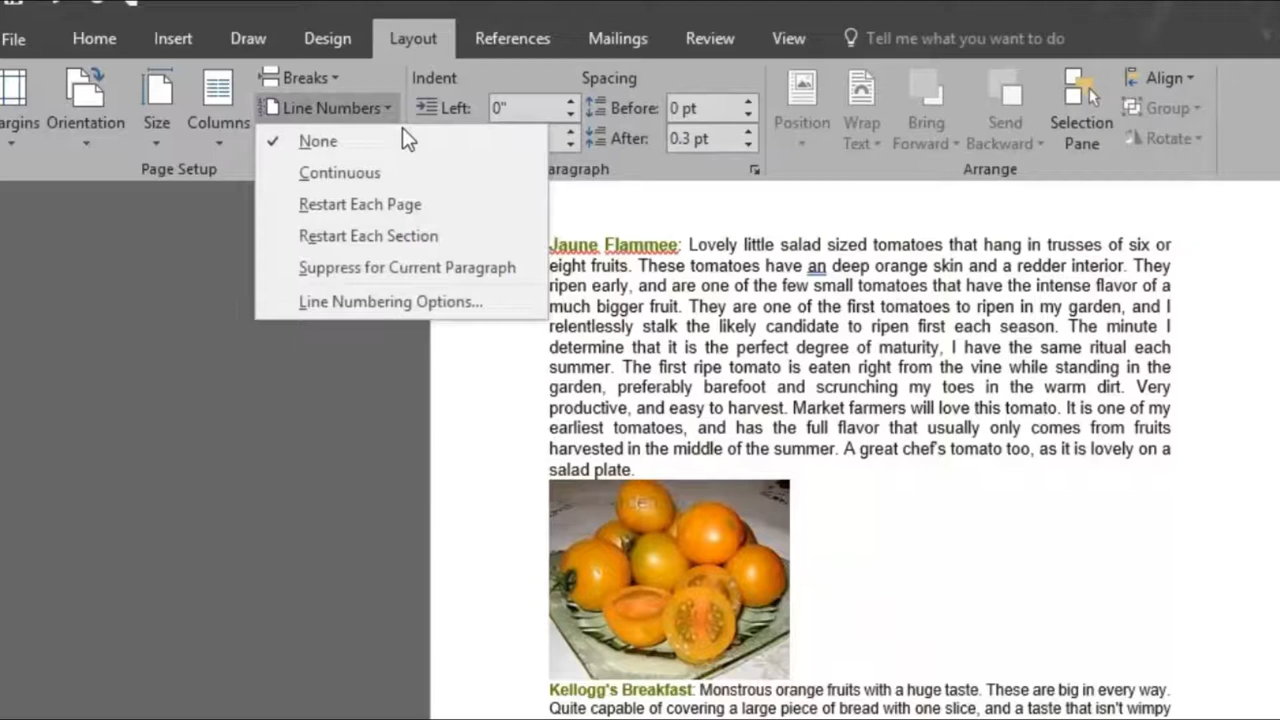 File Home Insert Draw Design Layout References Mailings Review View Tell me what you want to do
Breaks Indent Spacing Align
Line Numbers Left: 0" Before: 0 pt Group
Orientation Size Columns After: 0.3 pt Position Wrap Text Bring Forward Send Backward Selection Pane Rotate
Page Setup Arrange
None
Continuous
Restart Each Page
Restart Each Section
Suppress for Current Paragraph
Line Numbering Options...
Jaune Flammee: Lovely little salad sized tomatoes that hang in trusses of six or
eight fruits. These tomatoes have an deep orange skin and a redder interior. They
ripen early, and are one of the few small tomatoes that have the intense flavor of a
much bigger fruit. They are one of the first tomatoes to ripen in my garden, and I
relentlessly stalk the likely candidate to ripen first each season. The minute I
determine that it is the perfect degree of maturity, I have the same ritual each
summer. The first ripe tomato is eaten right from the vine while standing in the
garden, preferably barefoot and scrunching my toes in the warm dirt. Very
productive, and easy to harvest. Market farmers will love this tomato. It is one of my
earliest tomatoes, and has the full flavor that usually only comes from fruits
harvested in the middle of the summer. A great chef's tomato too, as it is lovely on a
salad plate.
Kellogg's Breakfast: Monstrous orange fruits with a huge taste. These are big in every way.
Quite capable of covering a large piece of bread with one slice, and a taste that isn't wimpy